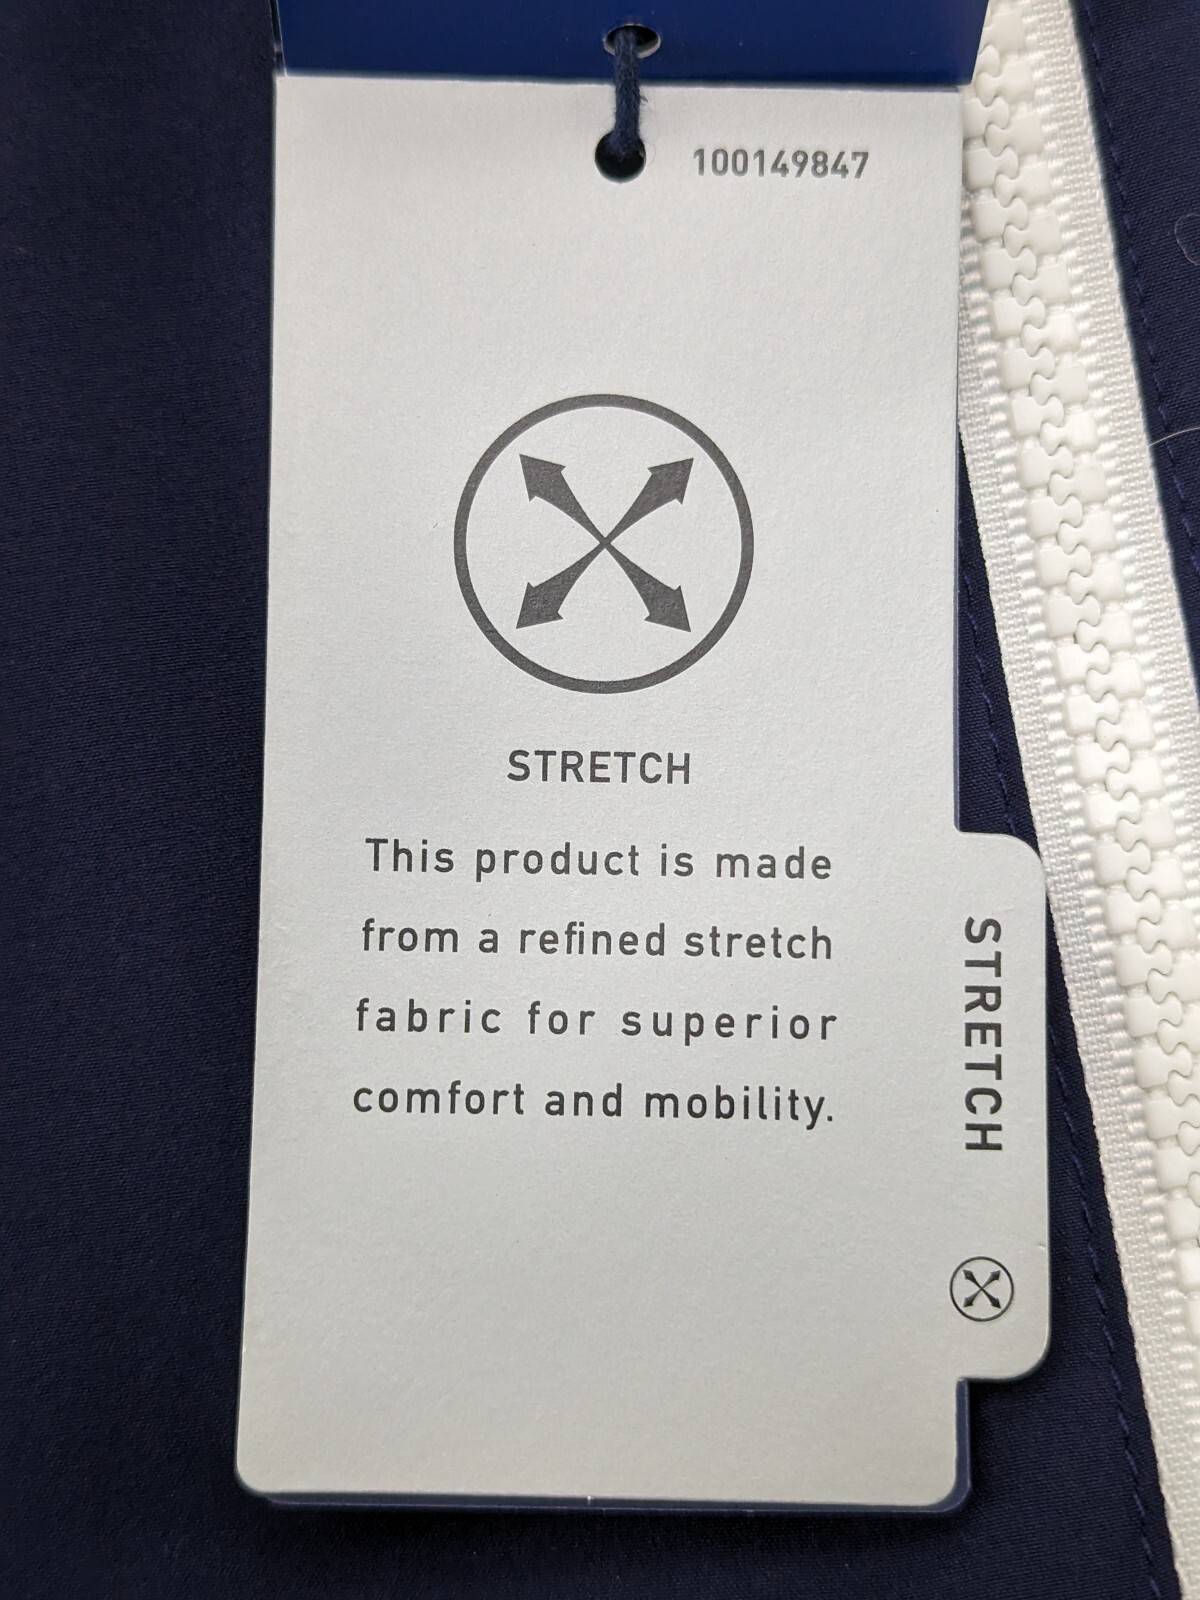 100149847
STRETCH
This product is made
from a refined stretch
fabric for superior
comfort and mobility.
STRETCH